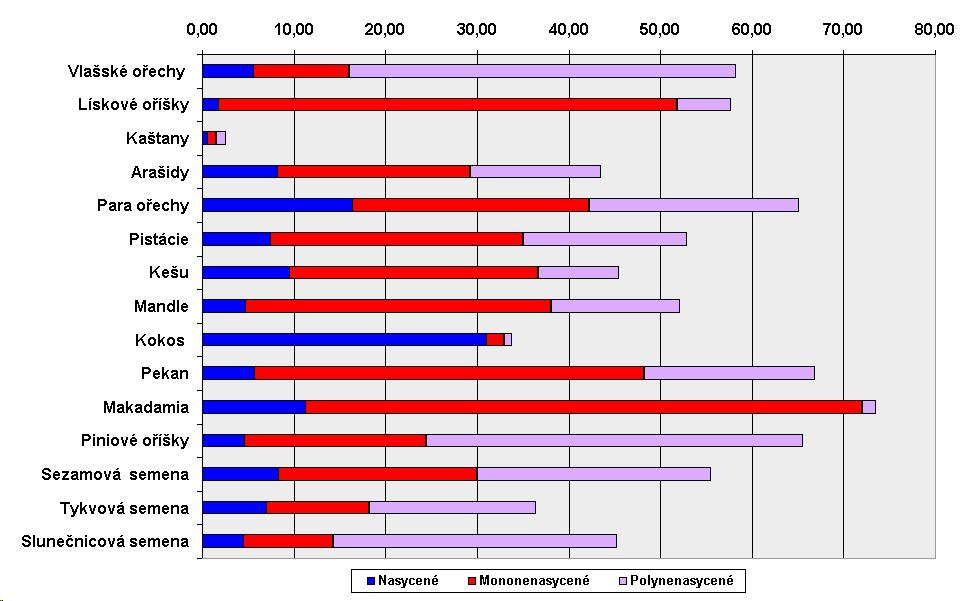 0,00 10,00 20,00 30,00 40,00 50,00 60,00 70,00 80,00
Vlašské ořechy
Lískové oříšky
Kaštany
Arašidy
Para ořechy
Pistácie
Kešu
Mandle
Kokos
Pekan
Makadamia
Piniové oříšky
Sezamová semena
Tykvová semena
Slunečnicová semena
Nasycené Mononenasycené Polynenasycené